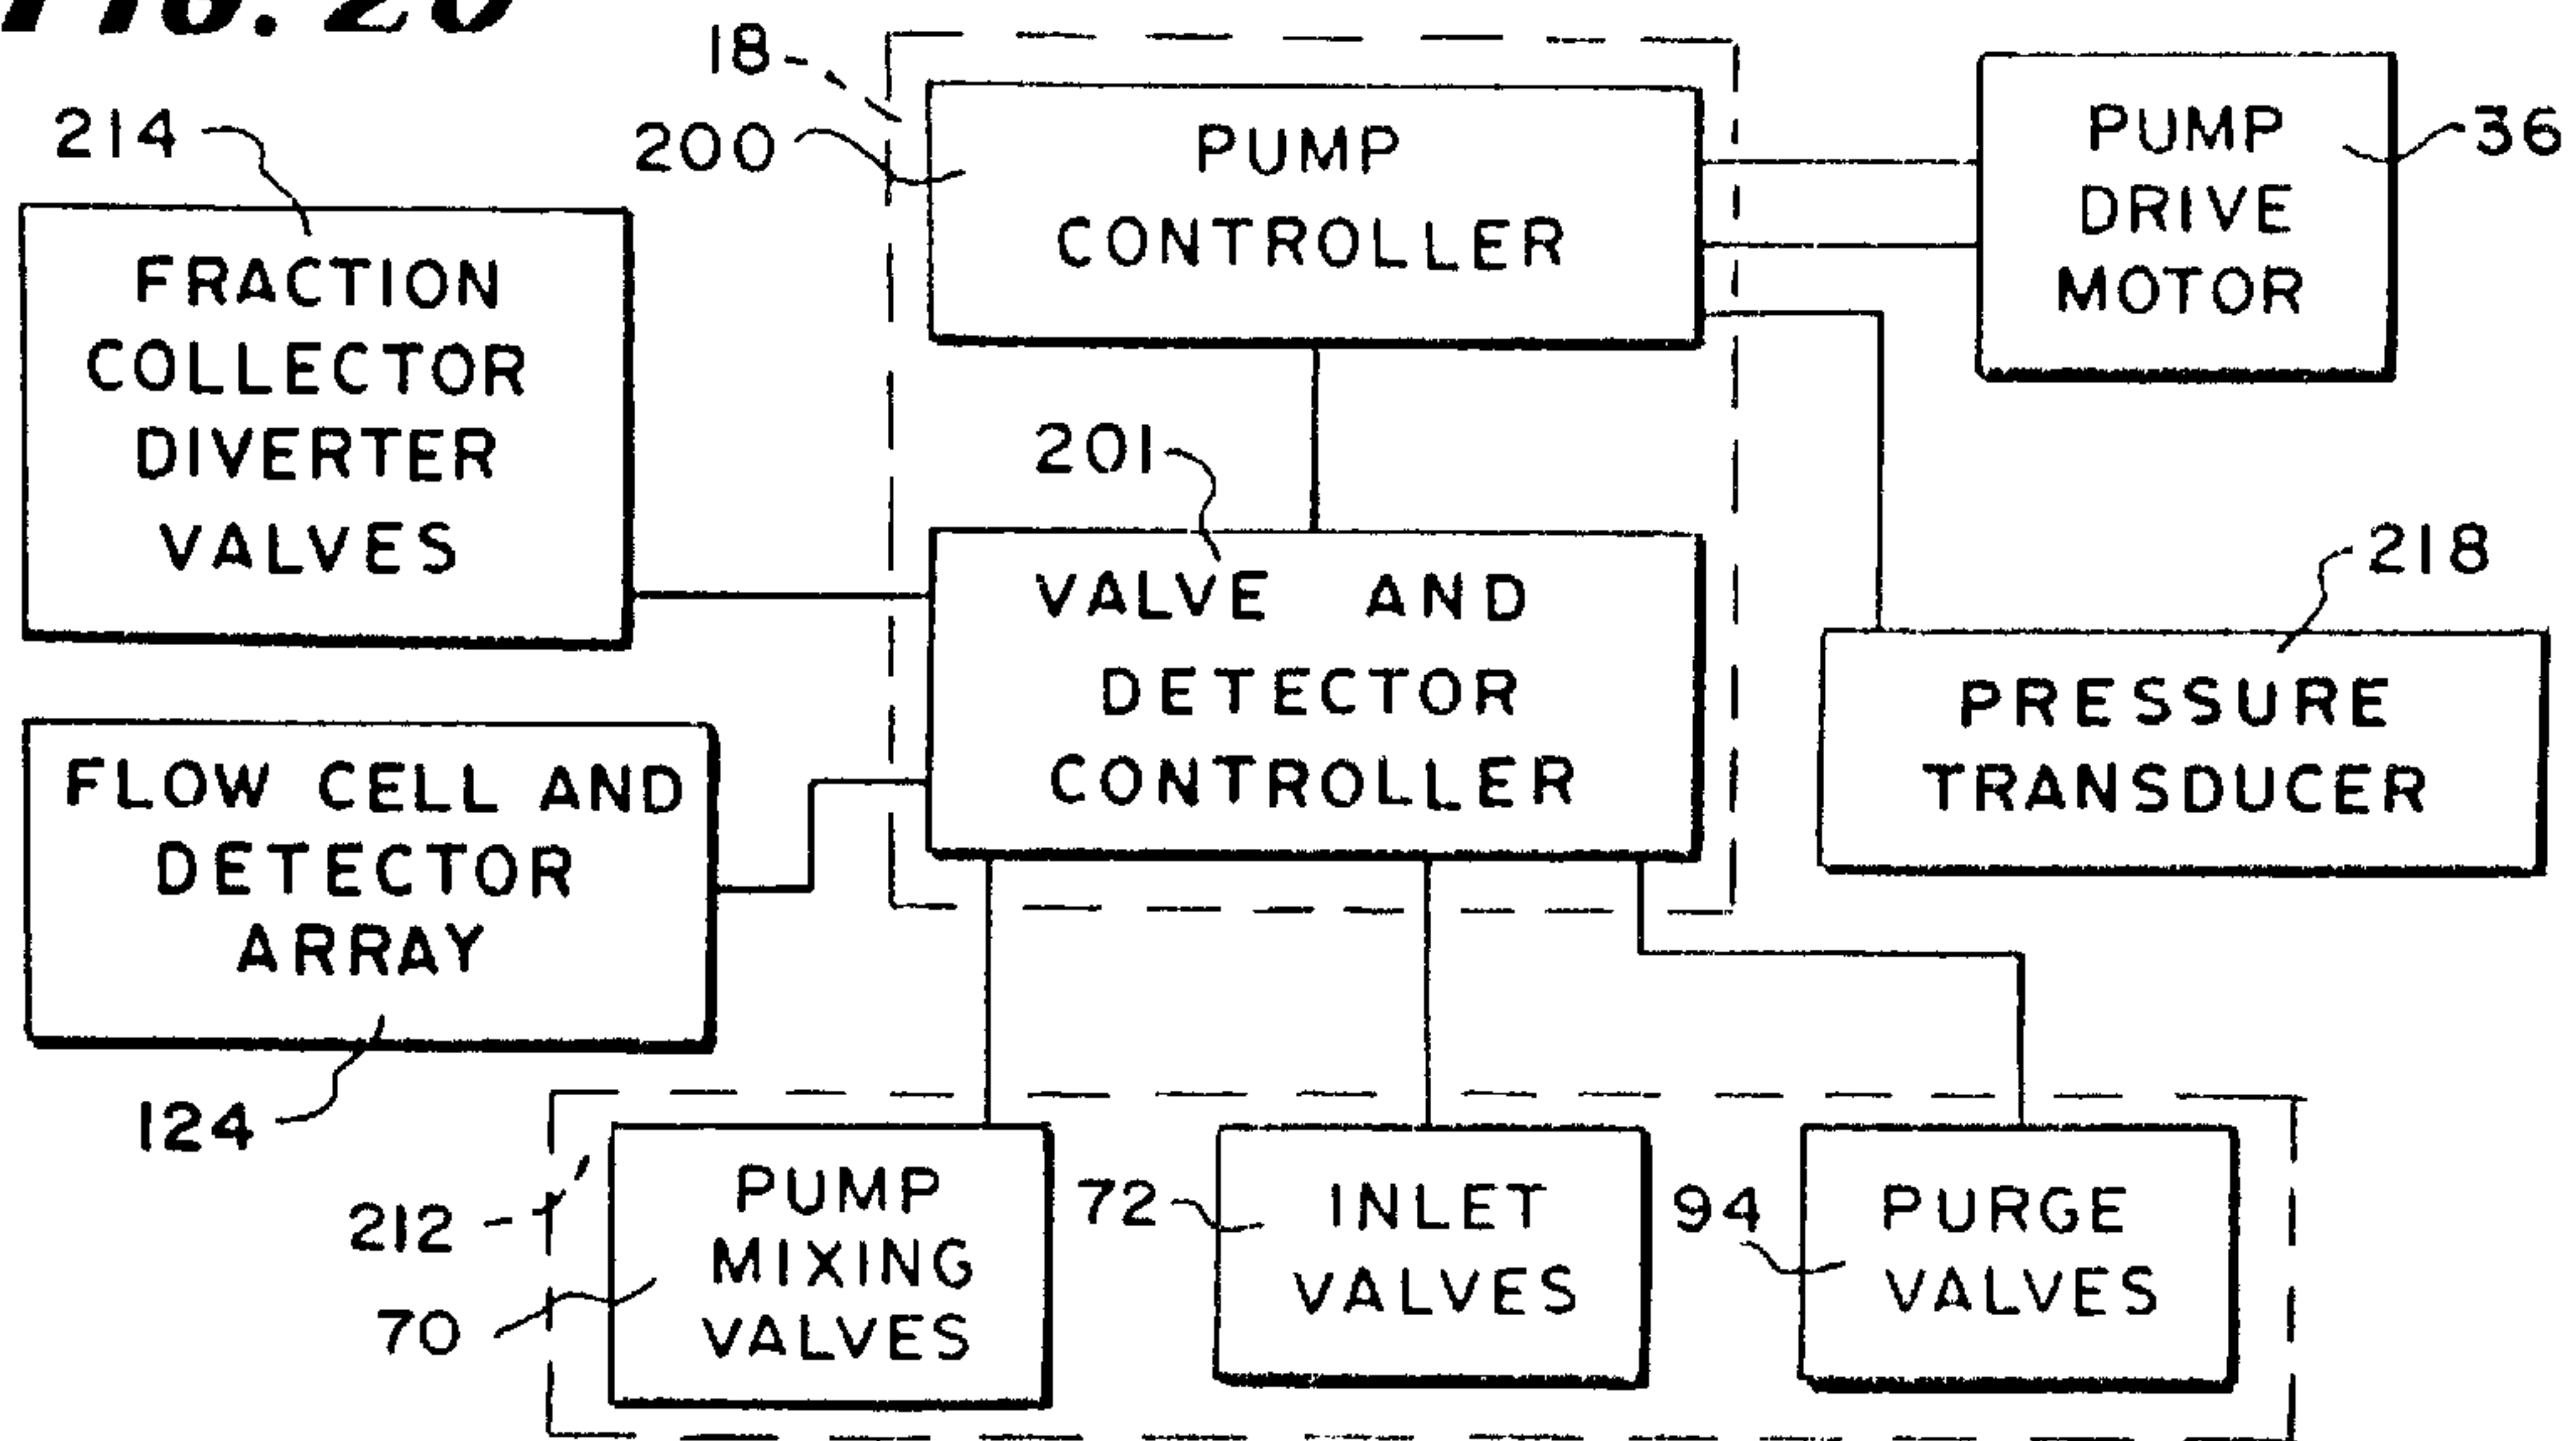 FIG. 20
18
200
PUMP
CONTROLLER
PUMP
DRIVE
MOTOR
36
214
FRACTION
COLLECTOR
DIVERTER
VALVES
201
VALVE AND
DETECTOR
CONTROLLER
218
PRESSURE
TRANSDUCER
FLOW CELL AND
DETECTOR
ARRAY
124
212
70
PUMP
MIXING
VALVES
72
INLET
VALVES
94
PURGE
VALVES